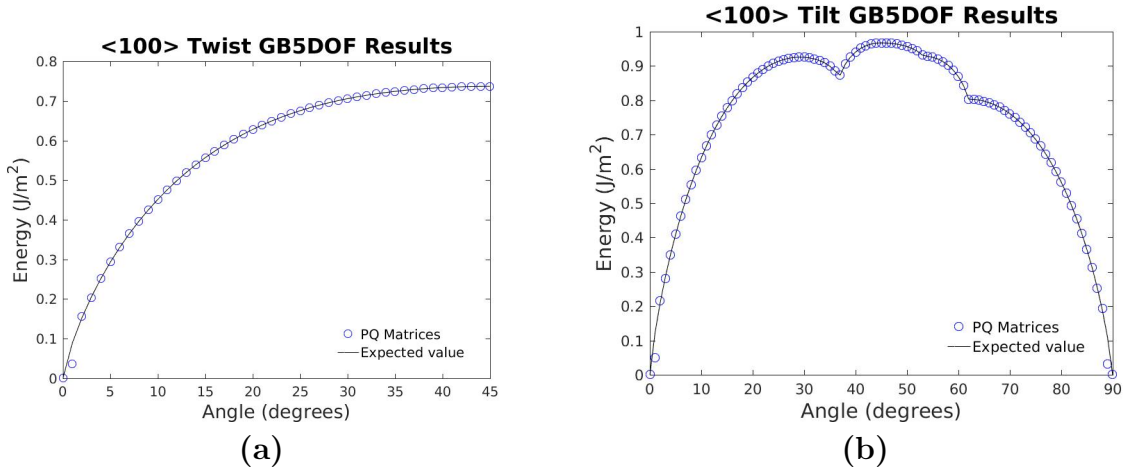 <100> Twist GB5DOF Results
0.8
0.7
0.6
0.5
0.4
0.3
0.2
0.1
0
Energy (J/m²)
PQ Matrices
Expected value
0 5 10 15 20 25 30 35 40 45
Angle (degrees)
(a)
<100> Tilt GB5DOF Results
1
0.9
0.8
0.7
0.6
0.5
0.4
0.3
0.2
0.1
0
Energy (J/m²)
PQ Matrices
Expected value
0 10 20 30 40 50 60 70 80 90
Angle (degrees)
(b)